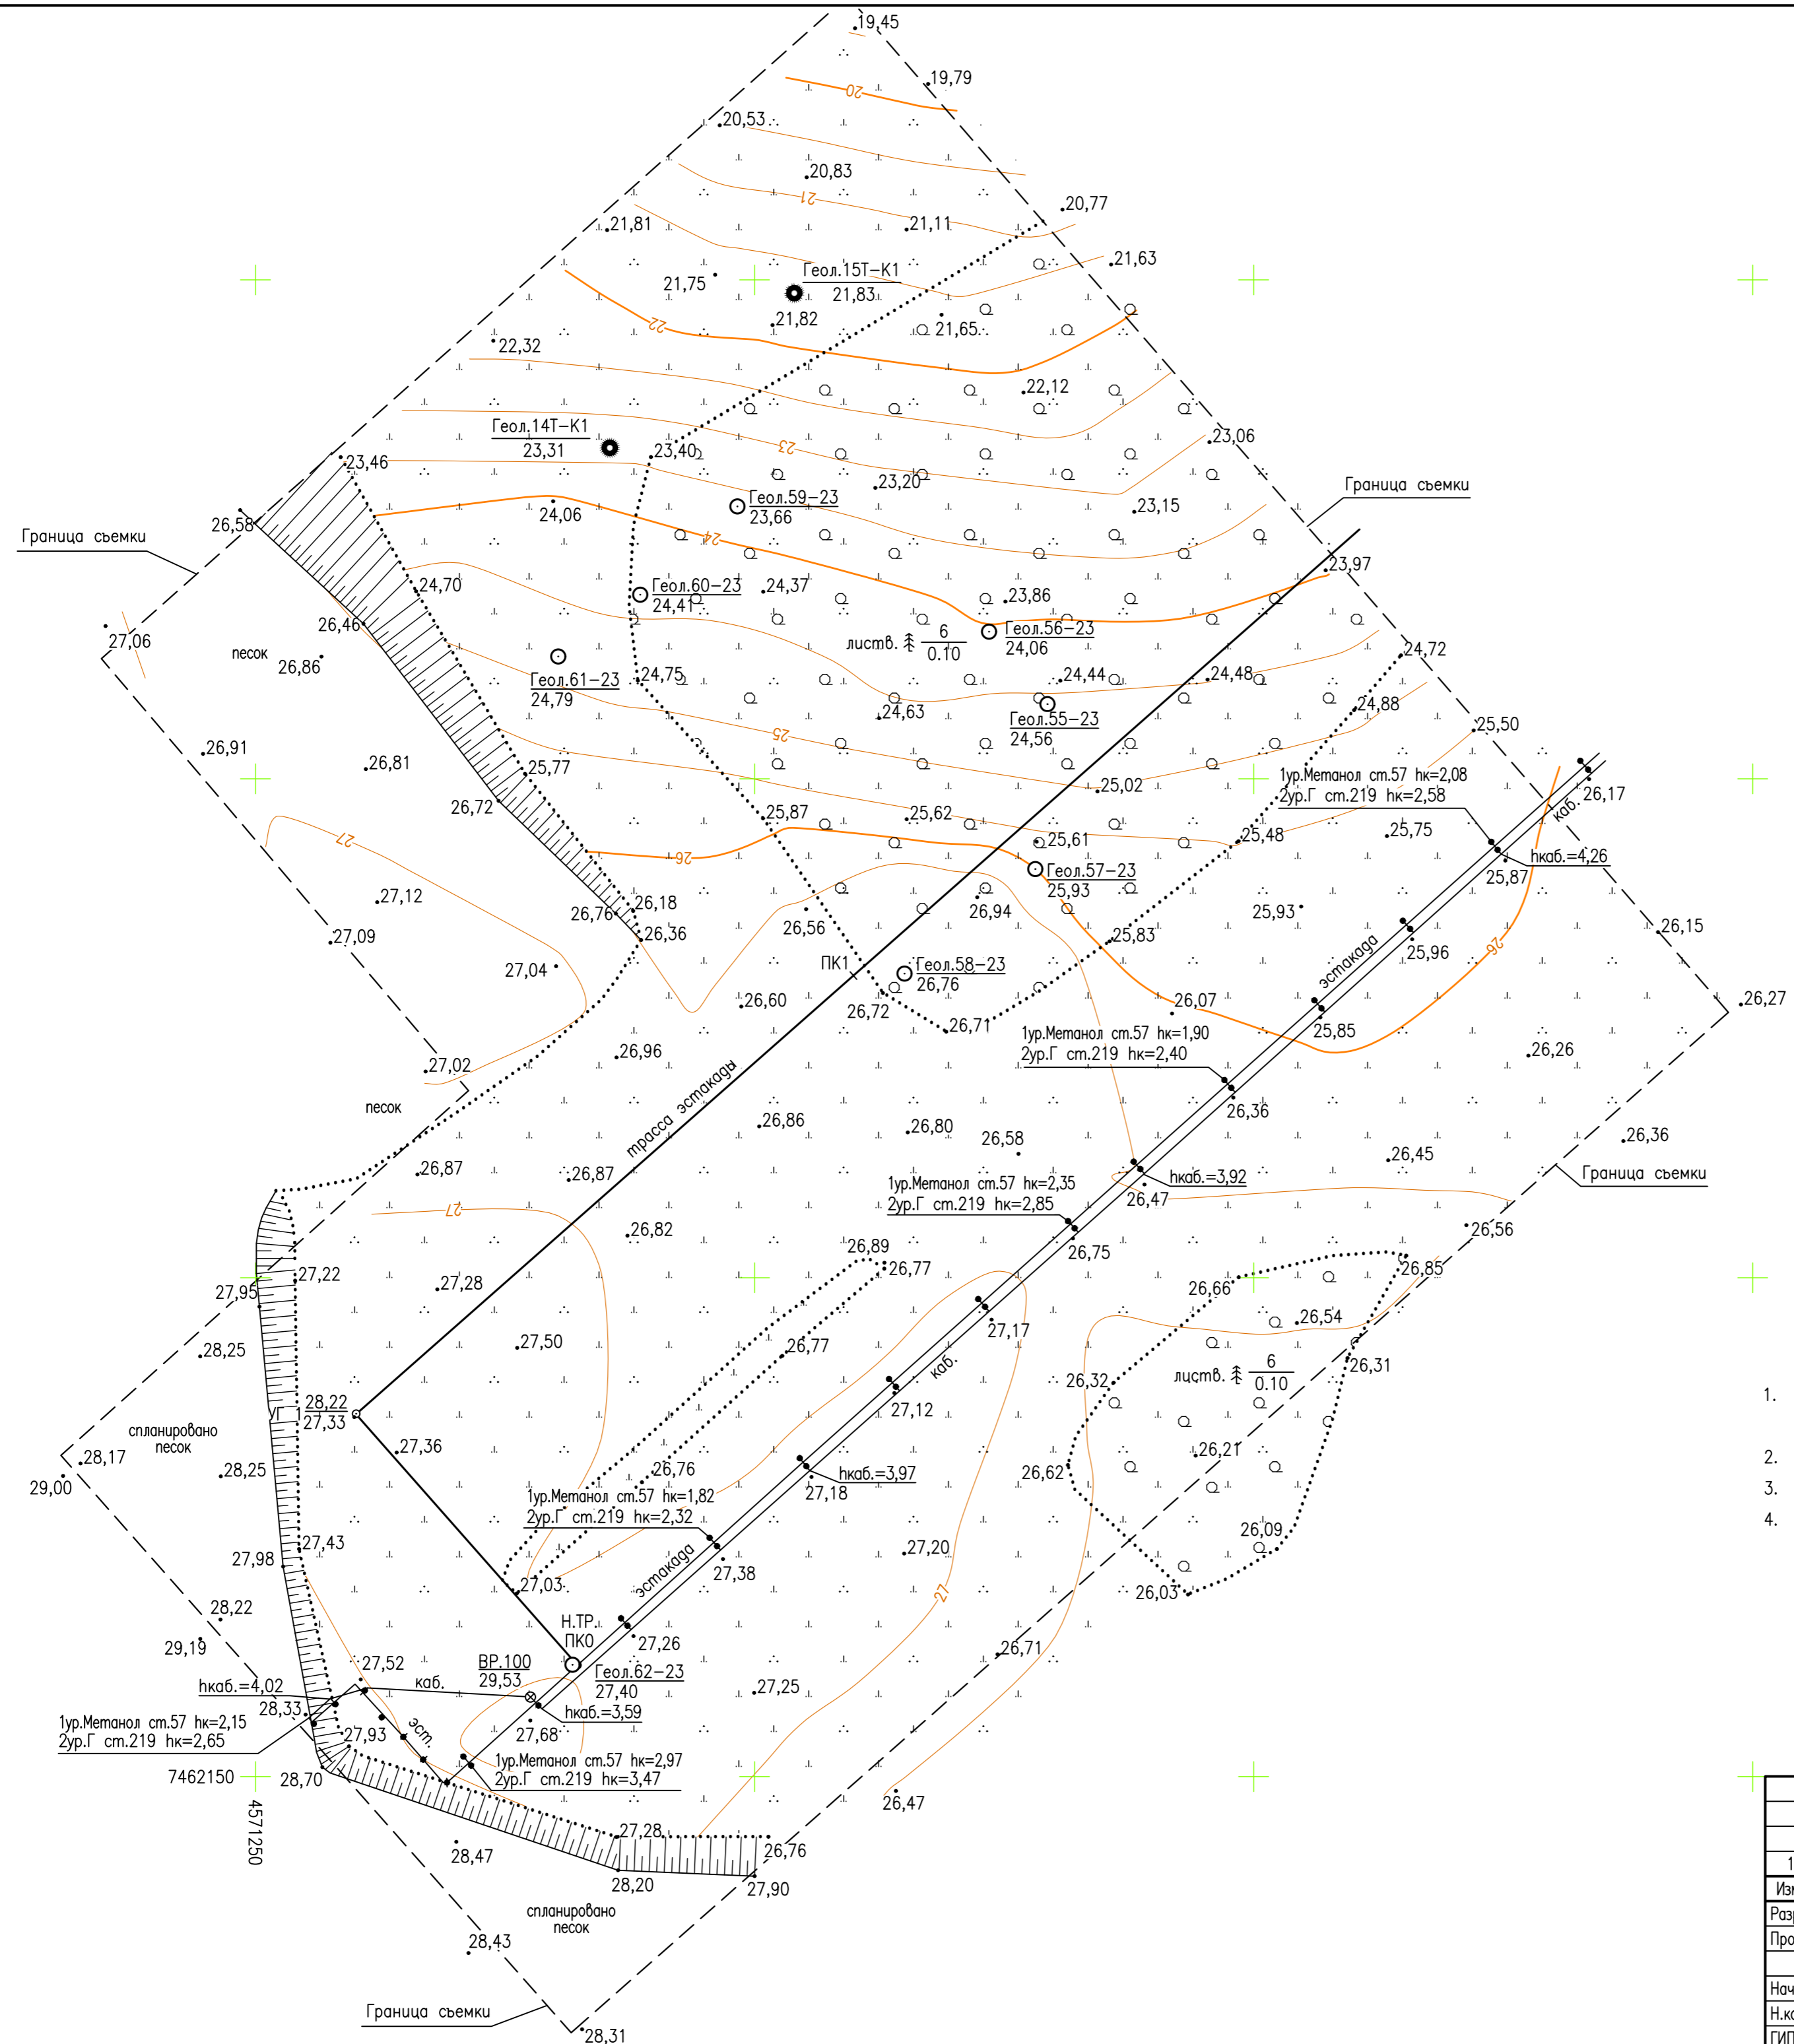 19,45
19,79
20
20,53
20,83
21
20,77
21,81
21,11
21,63
Геол.15Т-К1
21,83
21,75
21,82
21,65
22
22,32
22,12
Геол.14Т-К1
23,31
23,06
23
23,40
23,46
23,20
Граница съемки
Геол.59-23
23,66
23,15
26,58
24,06
24
Граница съемки
23,97
24,70
Геол.60-23
24,41
24,37
23,86
26,46
27,06
песок
26,86
листв.
6
0.10
Геол.56-23
24,06
24,72
Геол.61-23
24,79
24,75
24,44
24,48
24,63
Геол.55-23
24,56
24,88
25
25,50
26,91
26,81
25,77
25,02
1ур.Метанол ст.57 hк=2,08
2ур.Г ст.219 hк=2,58
26,17
каб.
26,72
25,87
25,62
25,61
25,48
25,75
27
26
hкаб.=4,26
25,87
Геол.57-23
25,93
27,12
26,76
26,18
26,36
26,56
26,94
25,93
25,83
26,15
27,09
27,04
ПК1
Геол.58-23
26,76
эстакада
25,96
26
26,60
26,72
26,71
26,07
26,27
25,85
1ур.Метанол ст.57 hк=1,90
2ур.Г ст.219 hк=2,40
26,26
26,96
27,02
трасса эстакады
26,36
песок
26,86
26,80
26,58
26,36
26,45
26,87
26,87
Граница съемки
hкаб.=3,92
26,47
1ур.Метанол ст.57 hк=2,35
2ур.Г ст.219 hк=2,85
27
26,82
26,75
26,56
26,89
26,77
26,85
27,22
27,28
27,95
26,66
26,54
27,17
28,25
27,50
26,77
каб.
26,31
листв.
6
0.10
26,32
27,12
УГ 1
28,22
27,33
1.
спланировано
песок
27,36
28,17
28,25
29,00
26,76
26,21
26,62
hкаб.=3,97
27,18
2.
3.
4.
1ур.Метанол ст.57 hк=1,82
2ур.Г ст.219 hк=2,32
27,43
27,98
26,09
27,20
27,38
эстакада
27,03
27
26,03
28,22
29,19
Н.ТР.
ПК0
27,26
26,71
27,52
ВР.100
29,53
каб.
Геол.62-23
27,40
27,25
hкаб.=4,02
28,33
hкаб.=3,59
1ур.Метанол ст.57 hк=2,15
2ур.Г ст.219 hк=2,65
27,93
эст.
27,68
1ур.Метанол ст.57 hк=2,97
2ур.Г ст.219 hк=3,47
7462150
28,70
26,47
4571250
27,28
26,76
28,47
28,20
27,90
спланировано
песок
28,43
Граница съемки
28,31
1
Изм
Разр
Про
Нач
Н.ко
ГИП